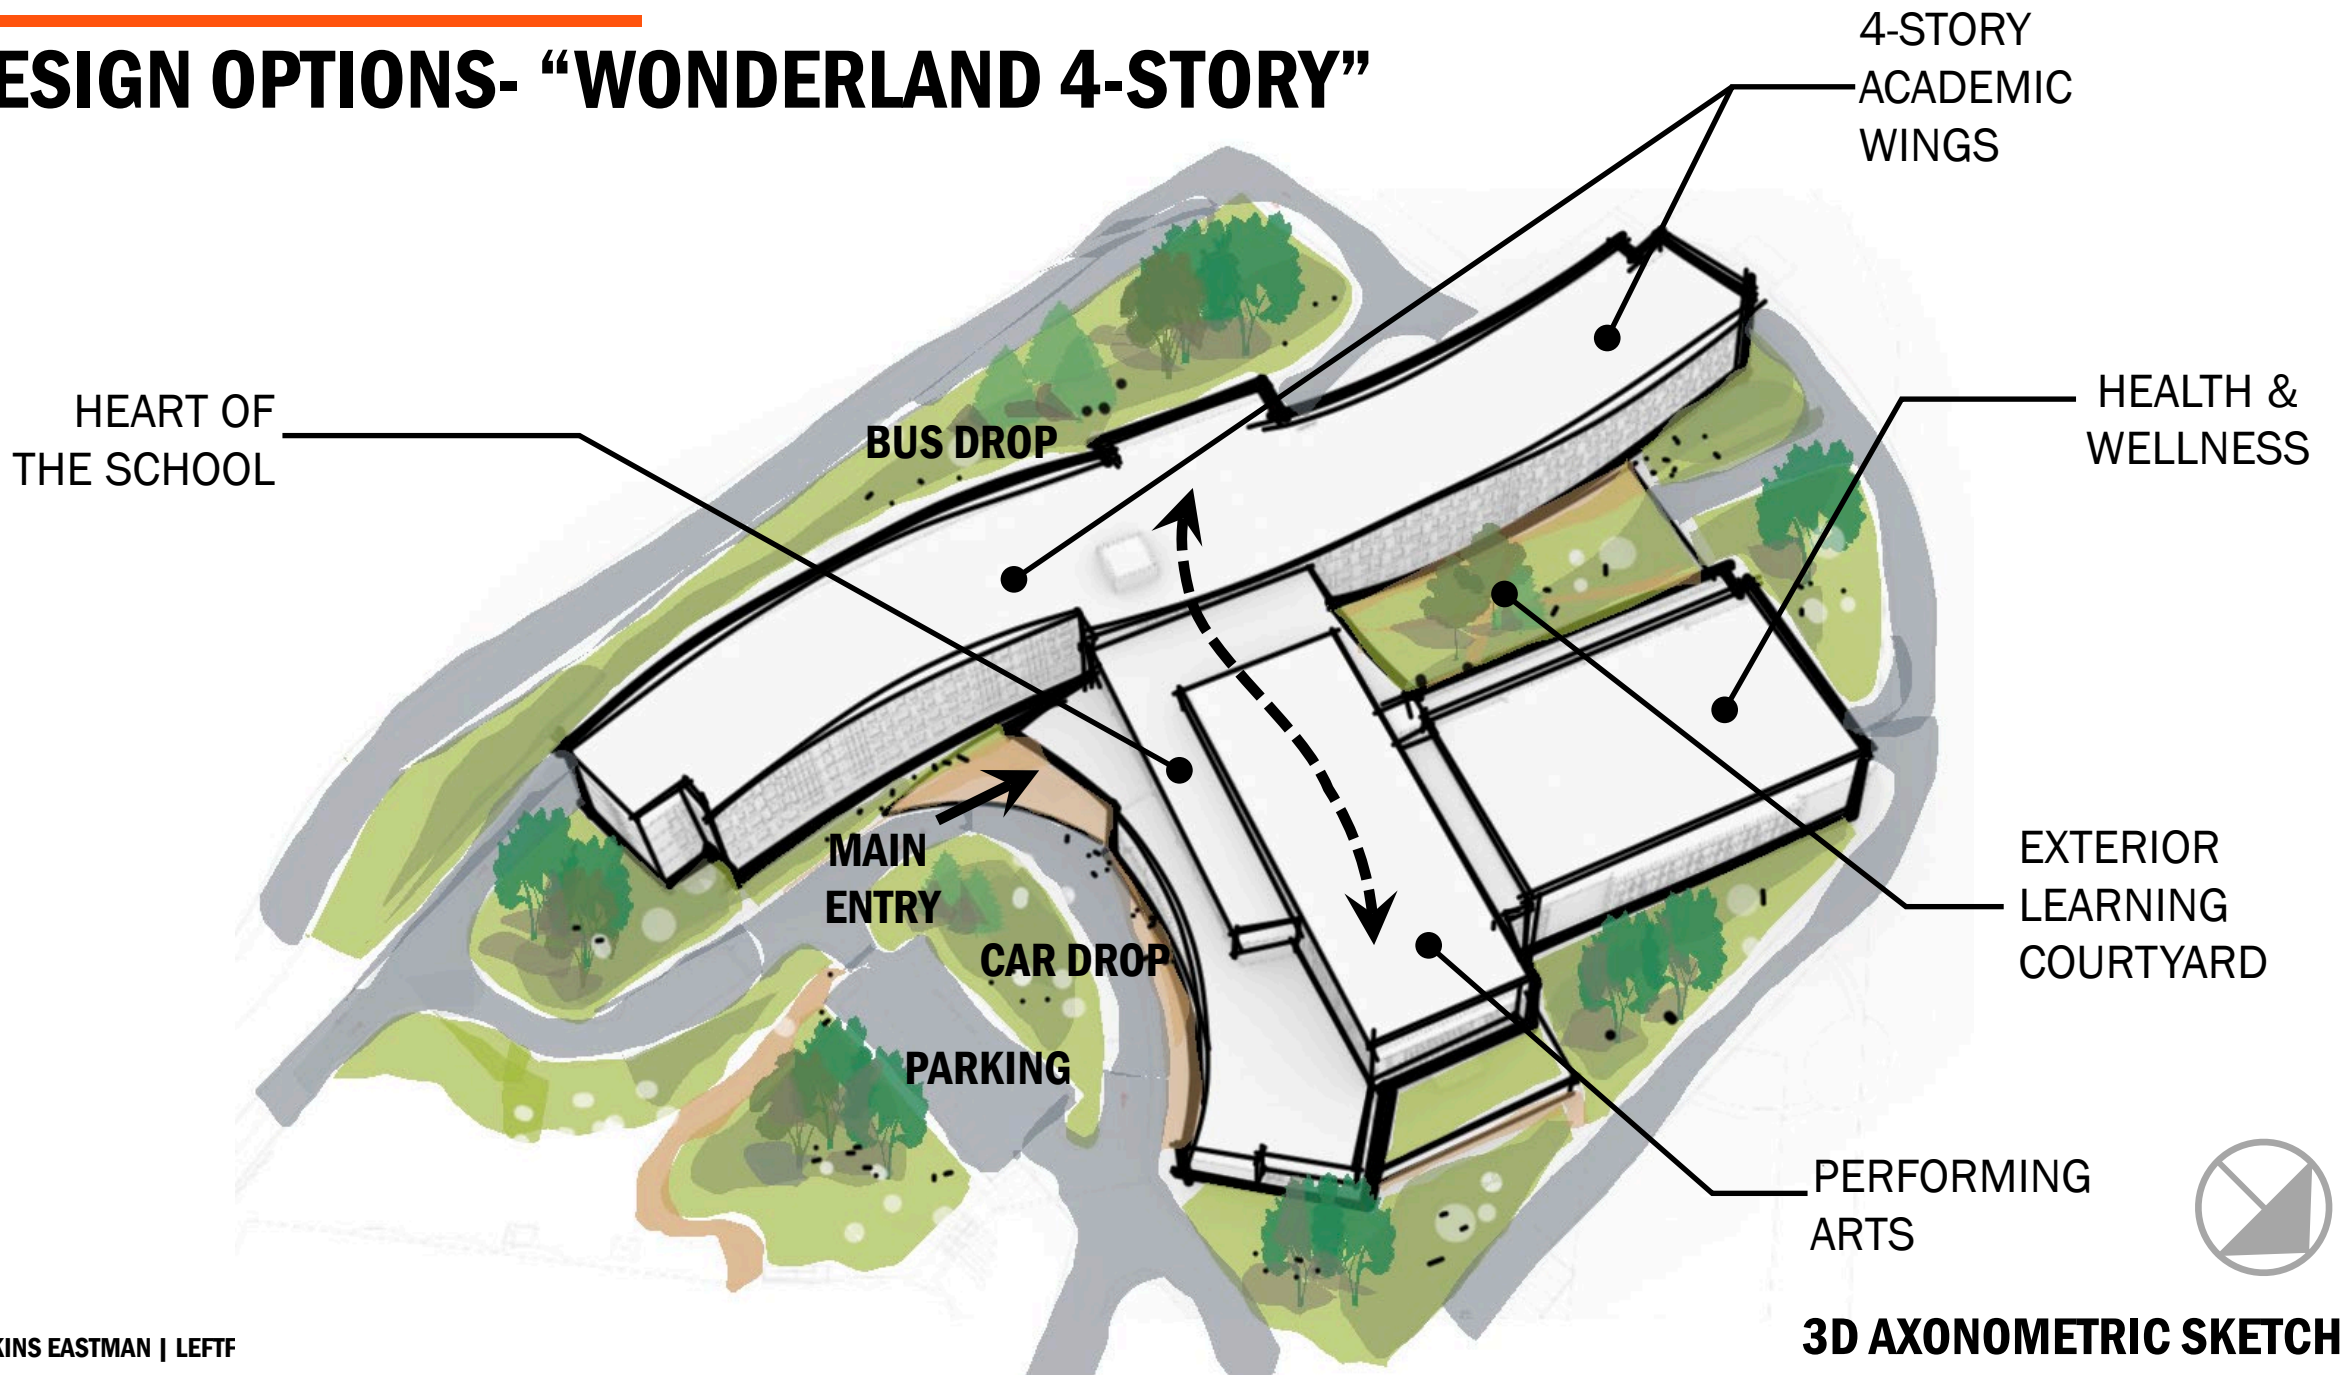 ESIGN OPTIONS- “WONDERLAND 4-STORY”
4-STORY
ACADEMIC
WINGS
HEART OF
THE SCHOOL
BUS DROP
HEALTH &
WELLNESS
MAIN
ENTRY
CAR DROP
EXTERIOR
LEARNING
COURTYARD
PARKING
PERFORMING
ARTS
KINS EASTMAN | LEFTF
3D AXONOMETRIC SKETCH